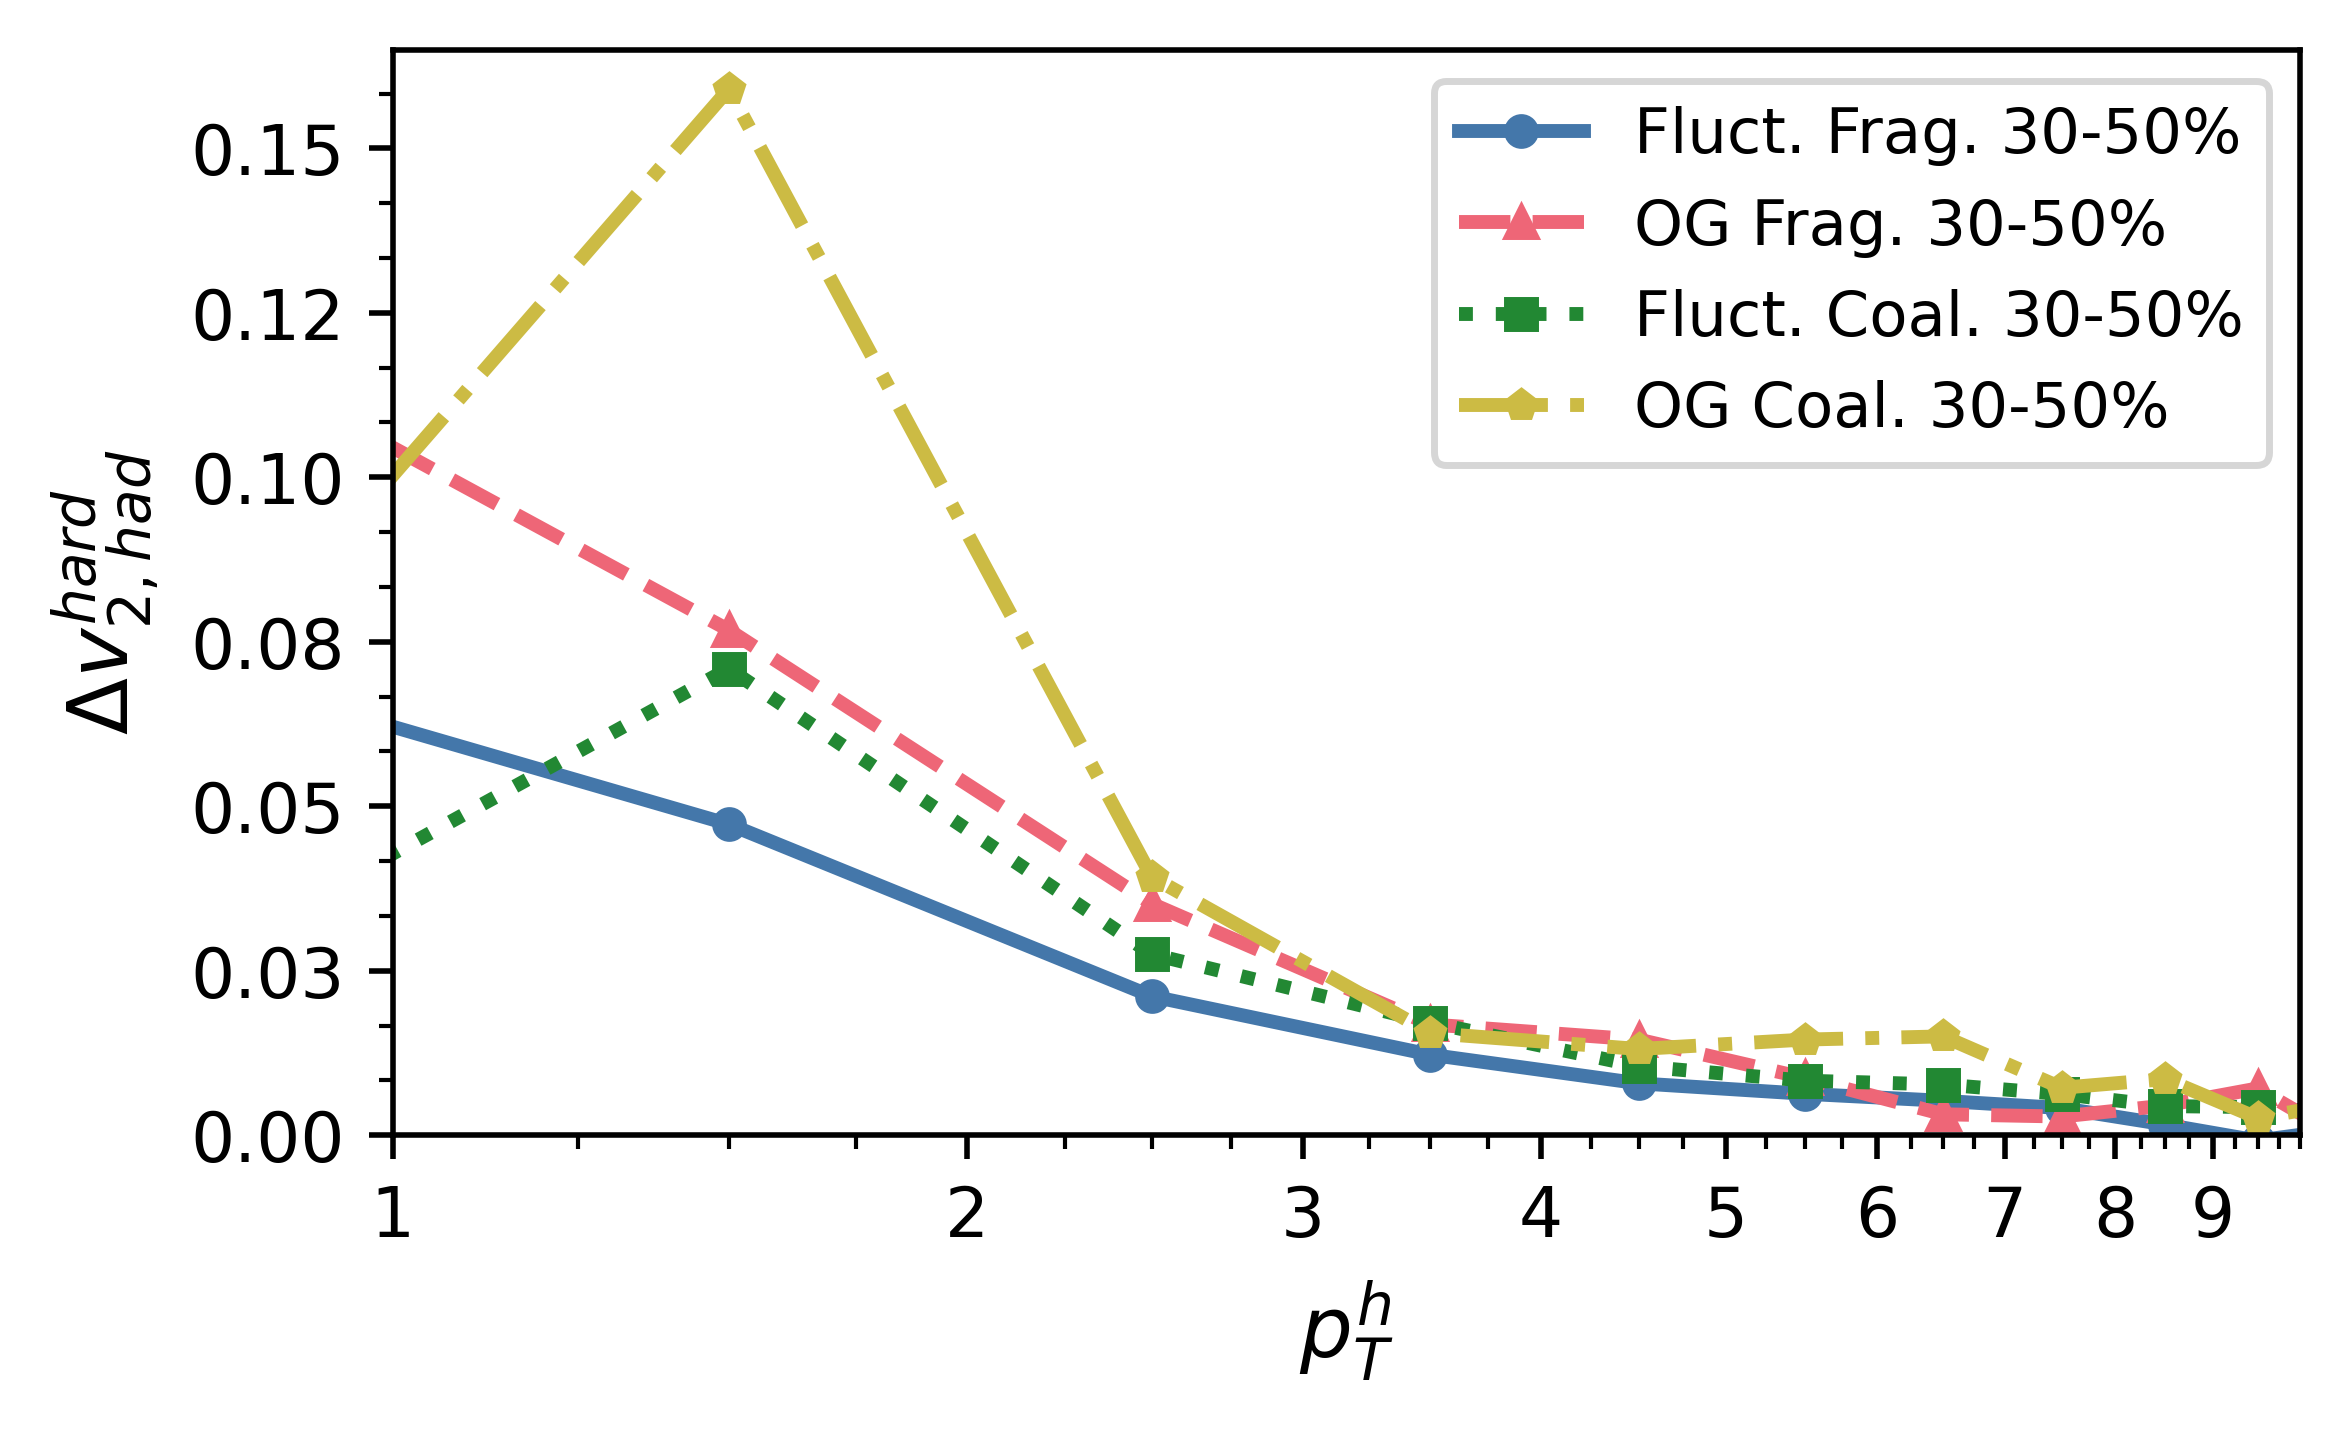 Fluct. Frag. 30-50%
OG Frag. 30-50%
Fluct. Coal. 30-50%
OG Coal. 30-50%
0.15
0.12
0.10
0.08
0.05
0.03
0.00
Δv^{hard}_{2,had}
1 2 3 4 5 6 7 8 9
p^h_T